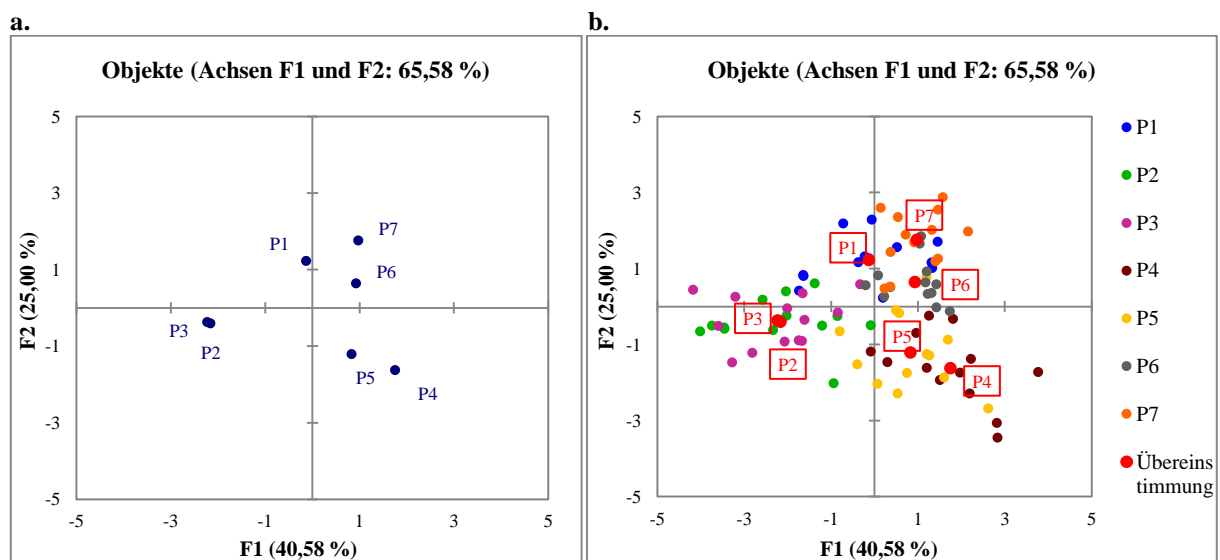 a.
Objekte (Achsen F1 und F2: 65,58 %)
5
3
1
-1
-3
-5
-5
-3
-1
1
3
5
F2 (25,00 %)
F1 (40,58 %)
P1
P7
P6
P3
P2
P5
P4
b.
Objekte (Achsen F1 und F2: 65,58 %)
5
3
1
-1
-3
-5
-5
-3
-1
1
3
5
F2 (25,00 %)
F1 (40,58 %)
P7
P1
P6
P3
P5
P2
P4
P1
P2
P3
P4
P5
P6
P7
Übereins
timmung